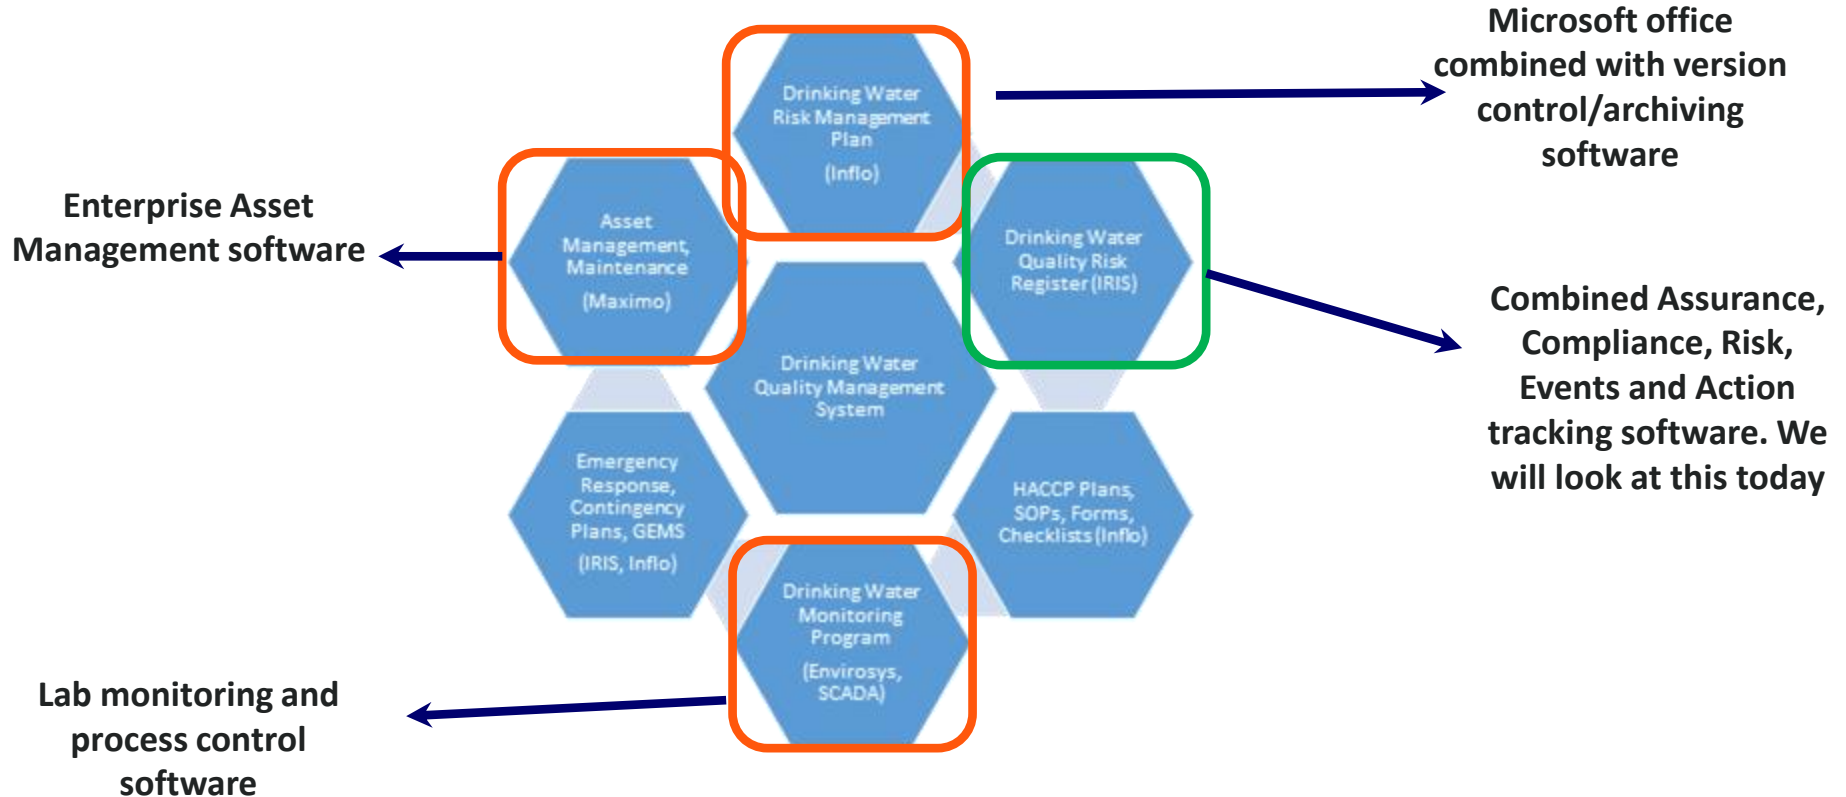 Microsoft office
combined with version
control/archiving
software
Drinking Water
Risk Management
Plan
(Inflo)
Enterprise Asset
Management software
Asset
Management,
Maintenance
(Maximo)
Drinking Water
Quality Risk
Register (IRIS)
Combined Assurance,
Compliance, Risk,
Events and Action
tracking software. We
will look at this today
Drinking Water
Quality Management
System
Emergency
Response,
Contingency
Plans, GEMS
(IRIS, Inflo)
HACCP Plans,
SOPs, Forms,
Checklists (Inflo)
Drinking Water
Monitoring
Program
(Envirosys,
SCADA)
Lab monitoring and
process control
software